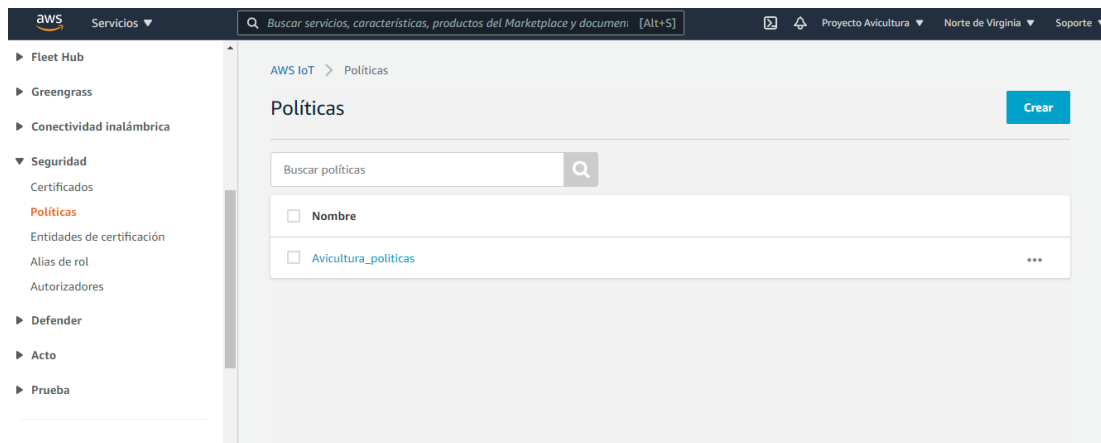 aws Servicios Buscar servicios, características, productos del Marketplace y documen [Alt+S] Proyecto Avicultura Norte de Virginia Soporte
Fleet Hub
Greengrass
Conectividad inalámbrica
Seguridad
Certificados
Políticas
Entidades de certificación
Alias de rol
Autorizadores
Defender
Acto
Prueba
AWS IoT > Políticas
Políticas
Crear
Buscar políticas
Nombre
Avicultura_politicas